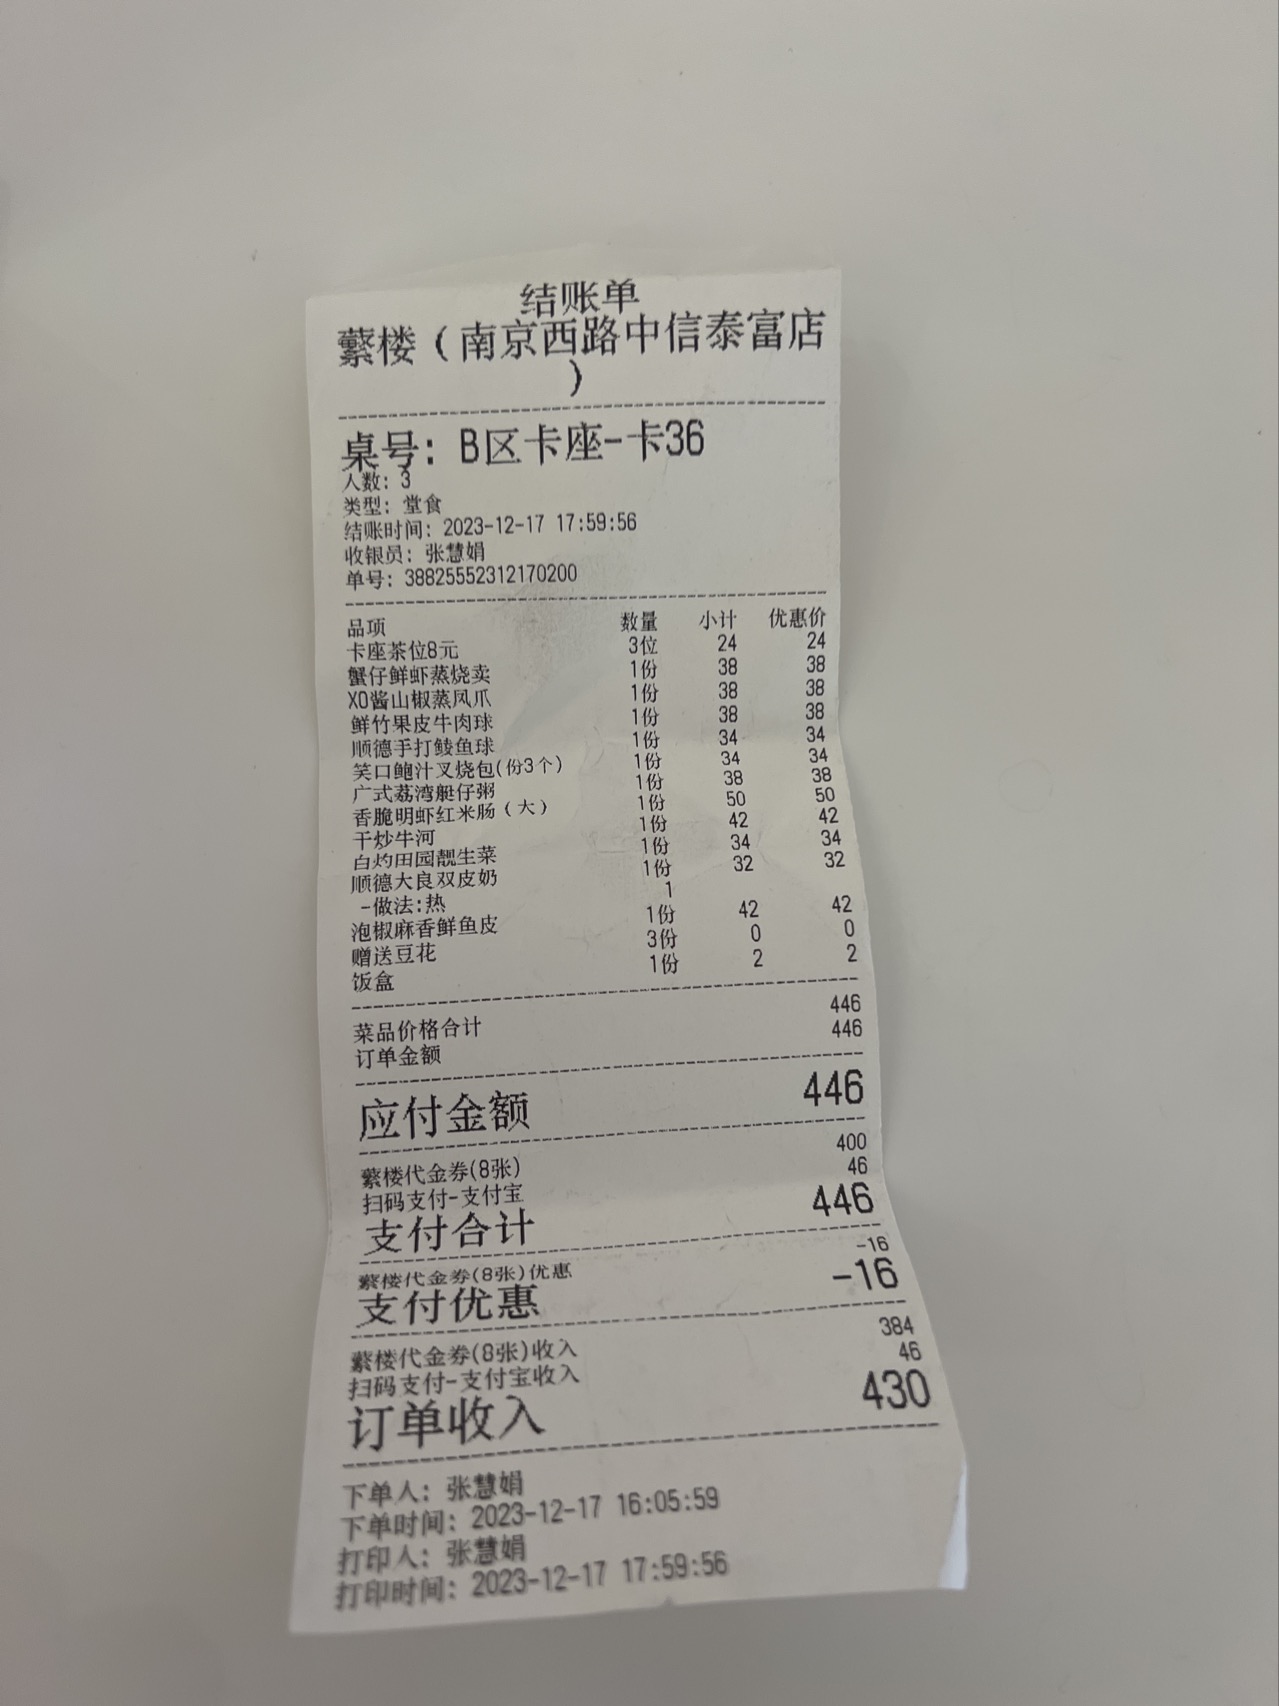 结账单
蘩楼（南京西路中信泰富店
）
桌号: B区卡座-卡36
人数: 3
类型: 堂食
结账时间: 2023-12-17 17:59:56
收银员: 张慧娟
单号: 38825552312170200
品项 数量 小计 优惠价
卡座茶位8元 3位 24 24
蟹仔鲜虾蒸烧卖 1份 38 38
XO酱山椒蒸凤爪 1份 38 38
鲜竹果皮牛肉球 1份 38 38
顺德手打鲮鱼球 1份 34 34
笑口鲍汁叉烧包(份3个) 1份 34 34
广式荔湾艇仔粥 1份 38 38
香脆明虾红米肠（大） 1份 50 50
干炒牛河 1份 42 42
白灼田园靓生菜 1份 34 34
顺德大良双皮奶 1份 32 32
-做法:热 1
泡椒麻香鲜鱼皮 1份 42 42
赠送豆花 3份 0 0
饭盒 1份 2 2
菜品价格合计 446
订单金额 446
应付金额 446
蘩楼代金券(8张) 400
扫码支付-支付宝 46
支付合计 446
蘩楼代金券(8张)优惠 -16
支付优惠 -16
蘩楼代金券(8张)收入 384
扫码支付-支付宝收入 46
订单收入 430
下单人: 张慧娟
下单时间: 2023-12-17 16:05:59
打印人: 张慧娟
打印时间: 2023-12-17 17:59:56